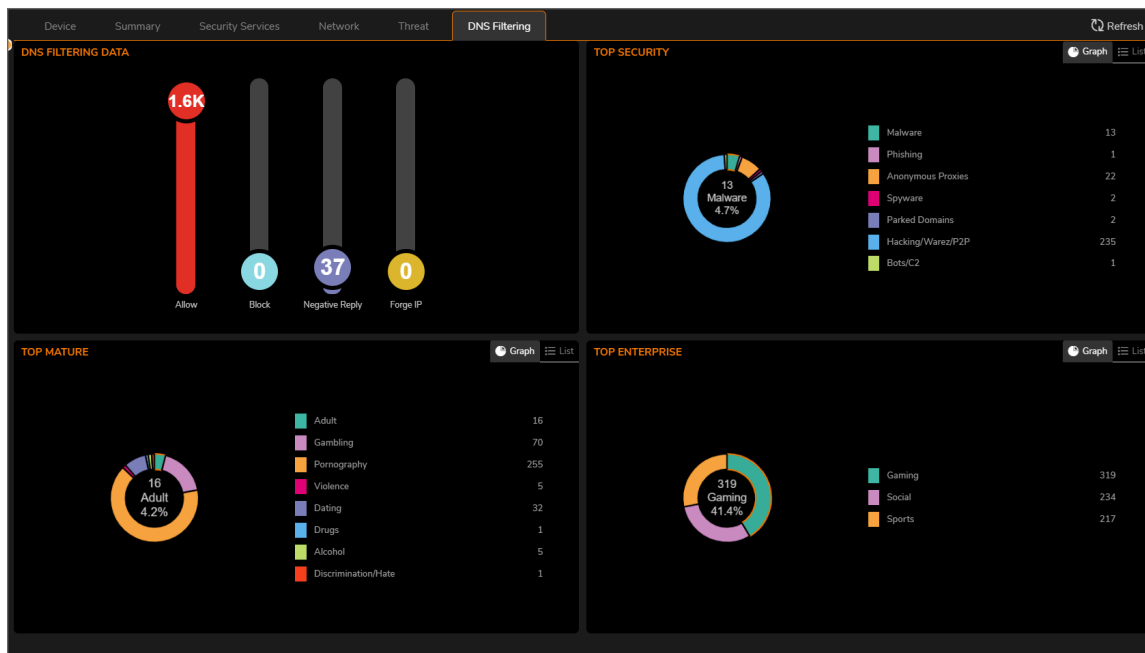 Device Summary Security Services Network Threat DNS Filtering Refresh
DNS FILTERING DATA
1.6K
0
37
0
Allow Block Negative Reply Forge IP
TOP SECURITY
Graph List
13
Malware
4.7%
Malware 13
Phishing 1
Anonymous Proxies 22
Spyware 2
Parked Domains 2
Hacking/Warez/P2P 235
Bots/C2 1
TOP MATURE
Graph List
16
Adult
4.2%
Adult 16
Gambling 70
Pornography 255
Violence 5
Dating 32
Drugs 1
Alcohol 5
Discrimination/Hate 1
TOP ENTERPRISE
Graph List
319
Gaming
41.4%
Gaming 319
Social 234
Sports 217